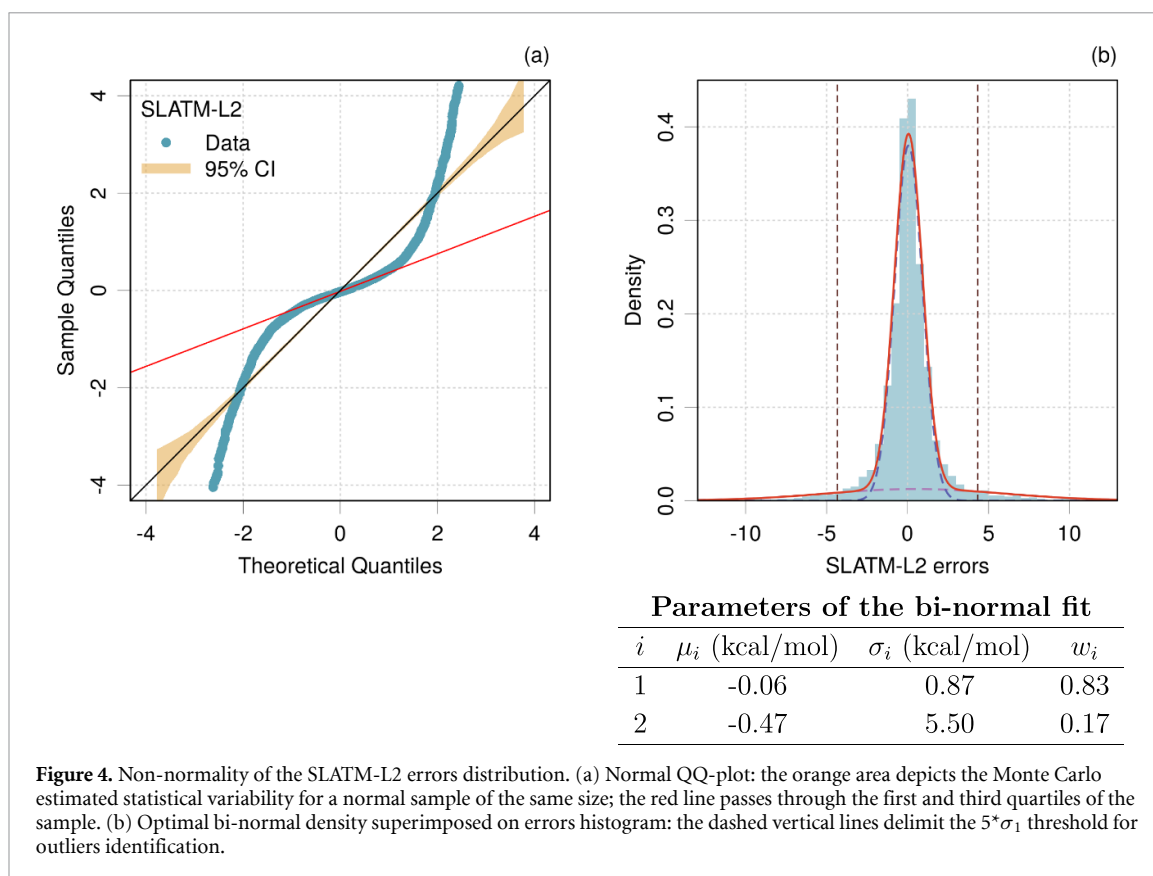 (a)
SLATM-L2
Data
95% CI
Sample Quantiles
4
2
0
-2
-4
-4 -2 0 2 4
Theoretical Quantiles
(b)
Density
0.4
0.3
0.2
0.1
0.0
-10 -5 0 5 10
SLATM-L2 errors
Parameters of the bi-normal fit
i μi (kcal/mol) σi (kcal/mol) wi
1 -0.06 0.87 0.83
2 -0.47 5.50 0.17
Figure 4. Non-normality of the SLATM-L2 errors distribution. (a) Normal QQ-plot: the orange area depicts the Monte Carlo
estimated statistical variability for a normal sample of the same size; the red line passes through the first and third quartiles of the
sample. (b) Optimal bi-normal density superimposed on errors histogram: the dashed vertical lines delimit the 5*σ1 threshold for
outliers identification.